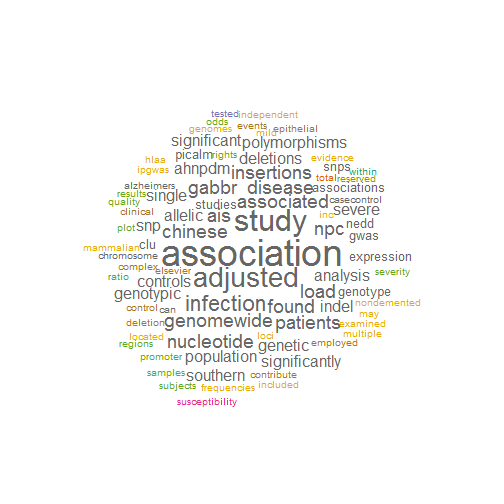 tested independent
odds
genomes events epithelial
mild
significant polymorphisms
picalm rights deletions evidence
hlaa snps within
ipgwas ahnpdm insertions total reserved
alzheimers gabbr disease associations
results single associated casecontrol
quality studies severe
clinical allelic ais study inc
plot snp chinese npc nedd
gwas
mammalian clu association expression
chromosome
complex elsevier adjusted analysis severity
ratio controls load genotype
genotypic infection found indel nondemented
control can may
deletion genomewide patients examined
located nucleotide loci employed multiple
regions genetic
promoter population significantly
samples southern contribute
subjects frequencies included
susceptibility